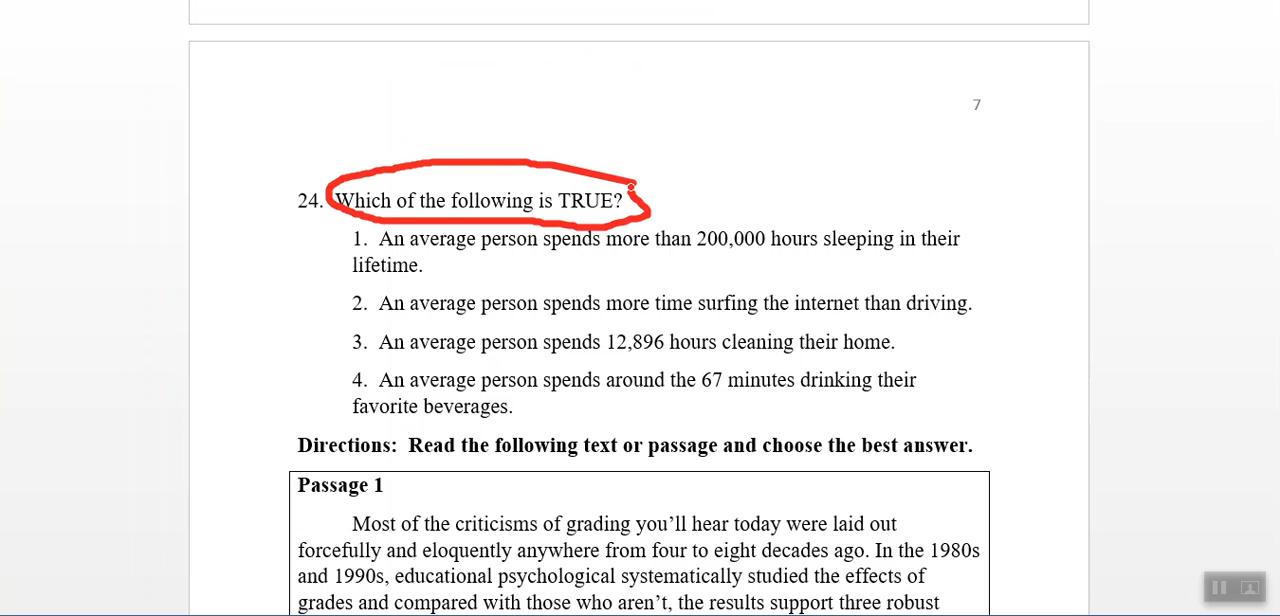 7
24. Which of the following is TRUE?
1. An average person spends more than 200,000 hours sleeping in their
lifetime.
2. An average person spends more time surfing the internet than driving.
3. An average person spends 12,896 hours cleaning their home.
4. An average person spends around the 67 minutes drinking their
favorite beverages.
Directions: Read the following text or passage and choose the best answer.
Passage 1
Most of the criticisms of grading you’ll hear today were laid out
forcefully and eloquently anywhere from four to eight decades ago. In the 1980s
and 1990s, educational psychological systematically studied the effects of
grades and compared with those who aren’t, the results support three robust